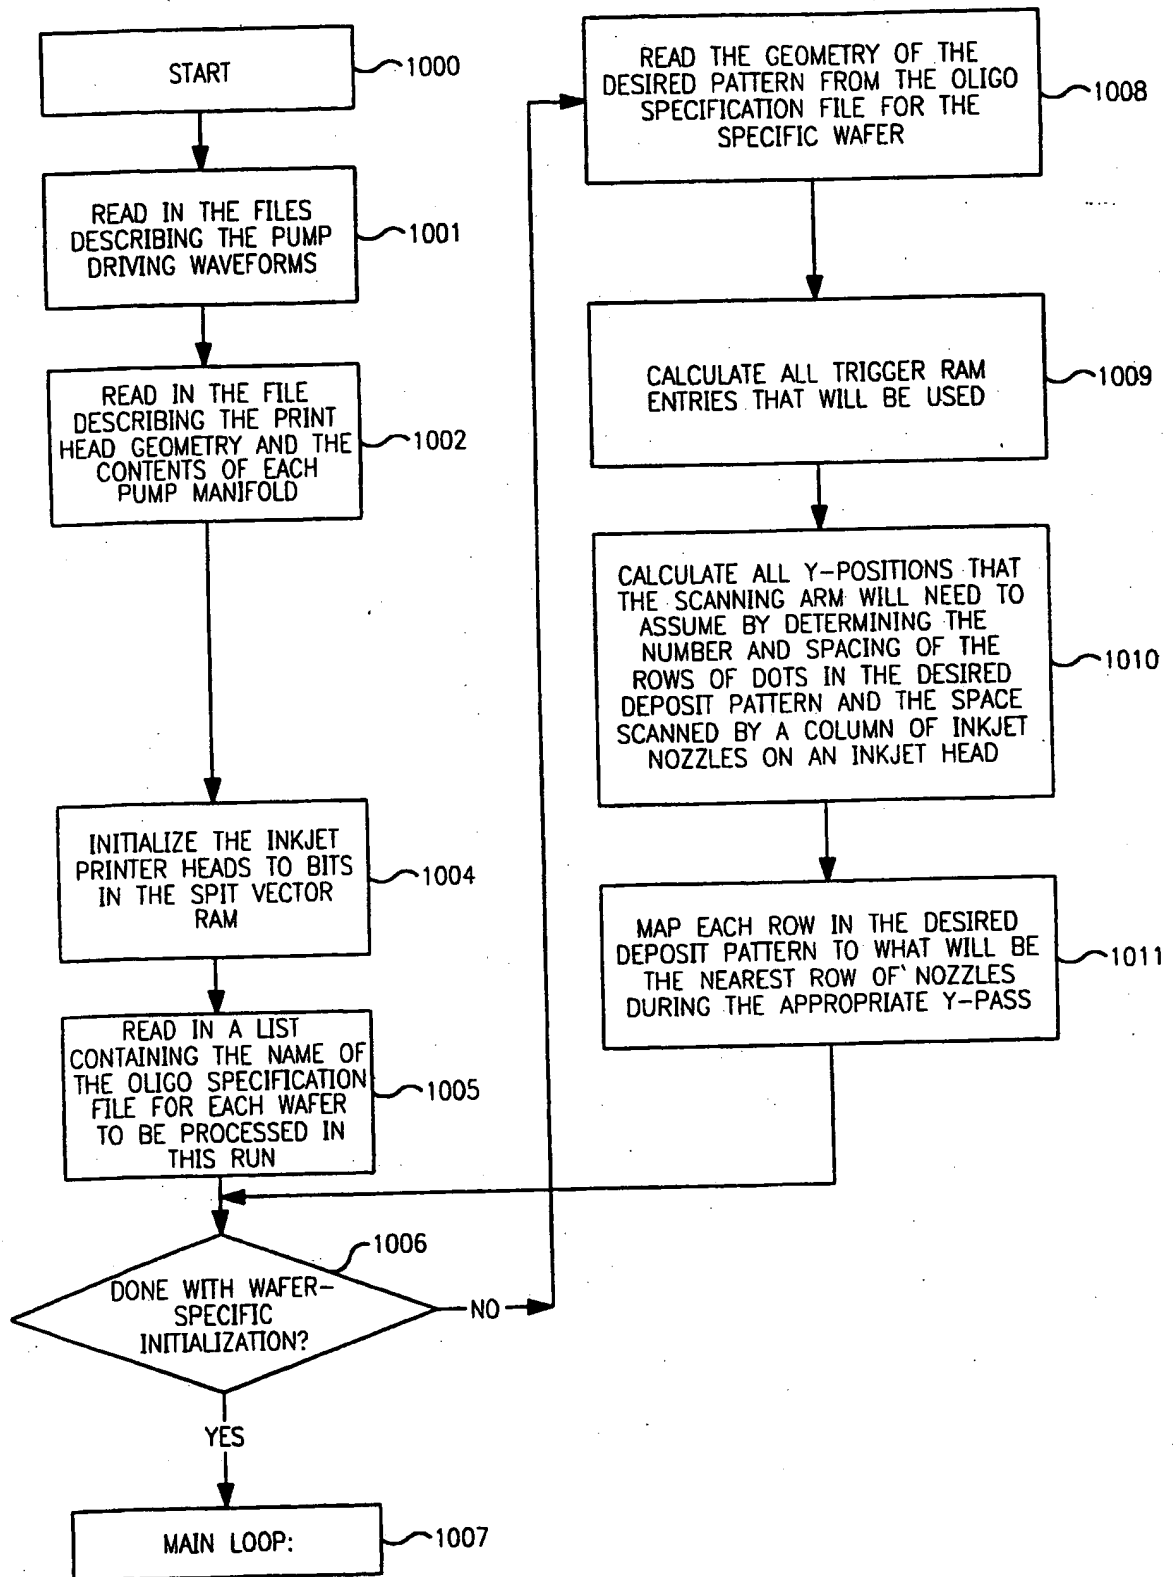 START
1000
READ IN THE FILES
DESCRIBING THE PUMP
DRIVING WAVEFORMS
1001
READ IN THE FILE
DESCRIBING THE PRINT
HEAD GEOMETRY AND THE
CONTENTS OF EACH
PUMP MANIFOLD
1002
INITIALIZE THE INKJET
PRINTER HEADS TO BITS
IN THE SPIT VECTOR
RAM
1004
READ IN A LIST
CONTAINING THE NAME OF
THE OLIGO SPECIFICATION
FILE FOR EACH WAFER
TO BE PROCESSED IN
THIS RUN
1005
1006
DONE WITH WAFER-
SPECIFIC
INITIALIZATION?
NO
YES
MAIN LOOP:
1007
READ THE GEOMETRY OF THE
DESIRED PATTERN FROM THE OLIGO
SPECIFICATION FILE FOR THE
SPECIFIC WAFER
1008
CALCULATE ALL TRIGGER RAM
ENTRIES THAT WILL BE USED
1009
CALCULATE ALL Y-POSITIONS THAT
THE SCANNING ARM WILL NEED TO
ASSUME BY DETERMINING THE
NUMBER AND SPACING OF THE
ROWS OF DOTS IN THE DESIRED
DEPOSIT PATTERN AND THE SPACE
SCANNED BY A COLUMN OF INKJET
NOZZLES ON AN INKJET HEAD
1010
MAP EACH ROW IN THE DESIRED
DEPOSIT PATTERN TO WHAT WILL BE
THE NEAREST ROW OF NOZZLES
DURING THE APPROPRIATE Y-PASS
1011